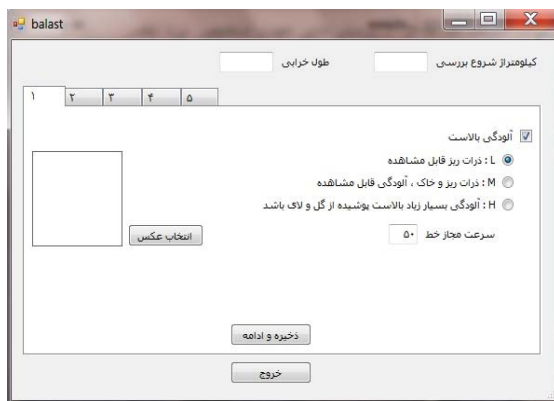 balast
کیلومتراژ شروع بررسی
طول خرابی
۱ ۲ ۳ ۴ ۵
آلودگی بالاست
L : ذرات ریز قابل مشاهده
M : ذرات ریز و خاک ، آلودگی قابل مشاهده
H : آلودگی بسیار زیاد بالاست پوشیده از گل و لای باشد
سرعت مجاز خط ۵۰
انتخاب عکس
ذخیره و ادامه
خروج